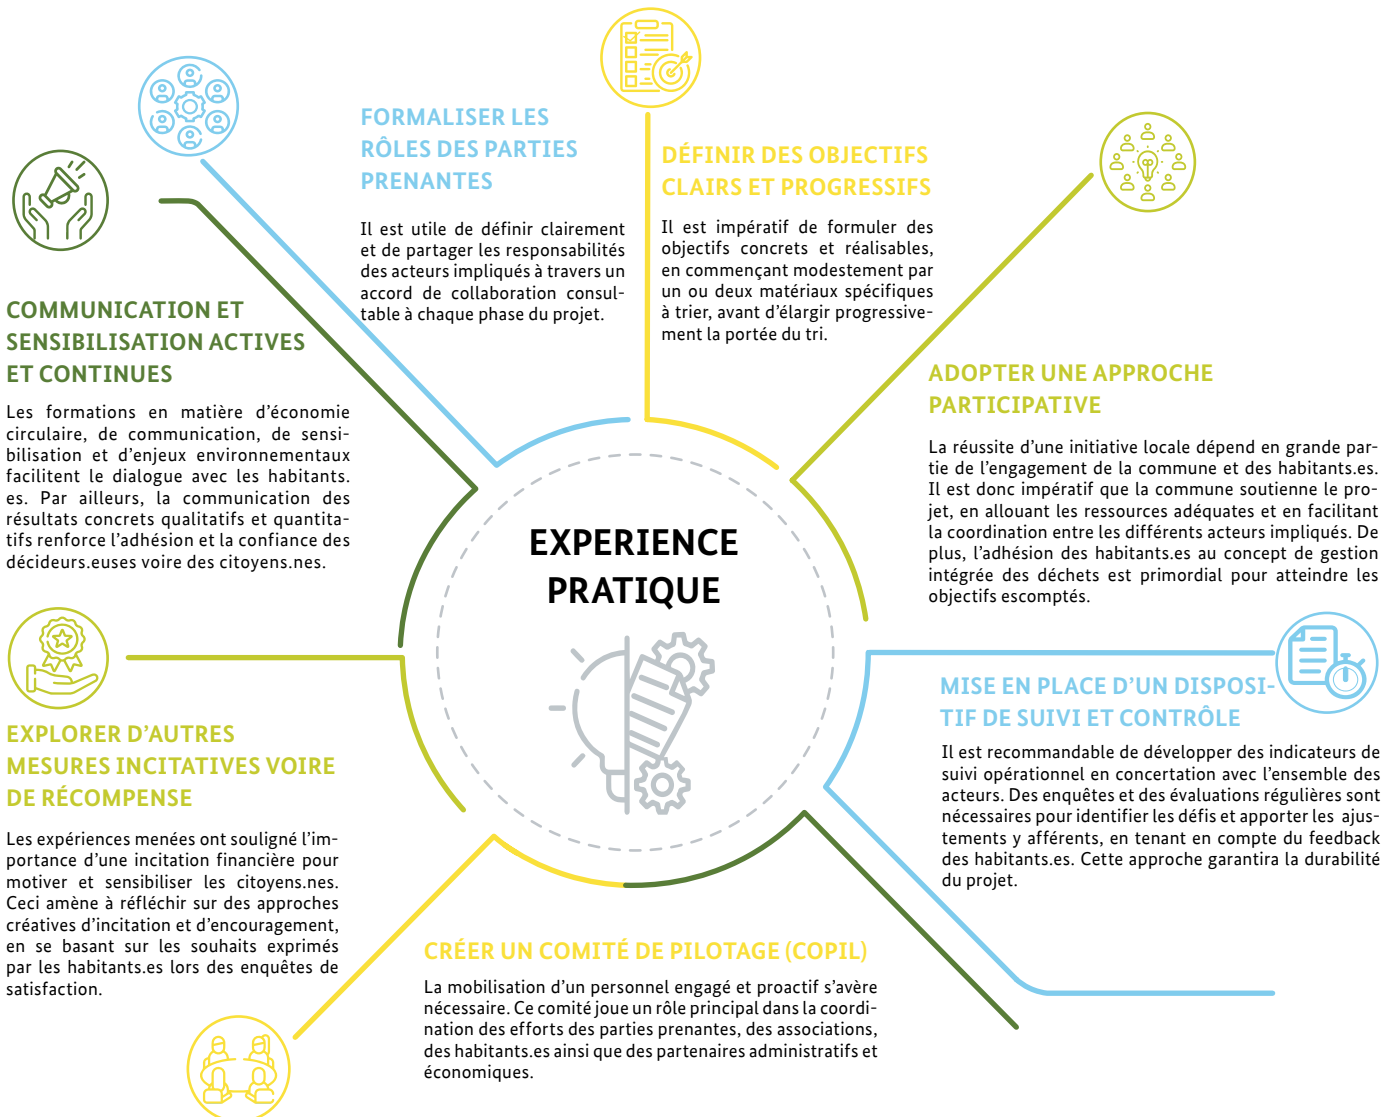 FORMALISER LES
RÔLES DES PARTIES
PRENANTES
Il est utile de définir clairement
et de partager les responsabilités
des acteurs impliqués à travers un
accord de collaboration consul-
table à chaque phase du projet.
DÉFINIR DES OBJECTIFS
CLAIRS ET PROGRESSIFS
Il est impératif de formuler des
objectifs concrets et réalisables,
en commençant modestement par
un ou deux matériaux spécifiques
à trier, avant d’élargir progressive-
ment la portée du tri.
COMMUNICATION ET
SENSIBILISATION ACTIVES
ET CONTINUES
Les formations en matière d’économie
circulaire, de communication, de sensi-
bilisation et d’enjeux environnementaux
facilitent le dialogue avec les habitants.
es. Par ailleurs, la communication des
résultats concrets qualitatifs et quantita-
tifs renforce l’adhésion et la confiance des
décideurs.euses voire des citoyens.nes.
ADOPTER UNE APPROCHE
PARTICIPATIVE
La réussite d’une initiative locale dépend en grande par-
tie de l’engagement de la commune et des habitants.es.
Il est donc impératif que la commune soutienne le pro-
jet, en allouant les ressources adéquates et en facilitant
la coordination entre les différents acteurs impliqués. De
plus, l’adhésion des habitants.es au concept de gestion
intégrée des déchets est primordial pour atteindre les
objectifs escomptés.
EXPERIENCE
PRATIQUE
MISE EN PLACE D’UN DISPOSI-
TIF DE SUIVI ET CONTRÔLE
Il est recommandable de développer des indicateurs de
suivi opérationnel en concertation avec l’ensemble des
acteurs. Des enquêtes et des évaluations régulières sont
nécessaires pour identifier les défis et apporter les ajus-
tements y afférents, en tenant en compte du feedback
des habitants.es. Cette approche garantira la durabilité
du projet.
EXPLORER D’AUTRES
MESURES INCITATIVES VOIRE
DE RÉCOMPENSE
Les expériences menées ont souligné l’im-
portance d’une incitation financière pour
motiver et sensibiliser les citoyens.nes.
Ceci amène à réfléchir sur des approches
créatives d’incitation et d’encouragement,
en se basant sur les souhaits exprimés
par les habitants.es lors des enquêtes de
satisfaction.
CRÉER UN COMITÉ DE PILOTAGE (COPIL)
La mobilisation d’un personnel engagé et proactif s’avère
nécessaire. Ce comité joue un rôle principal dans la coordi-
nation des efforts des parties prenantes, des associations,
des habitants.es ainsi que des partenaires administratifs et
économiques.